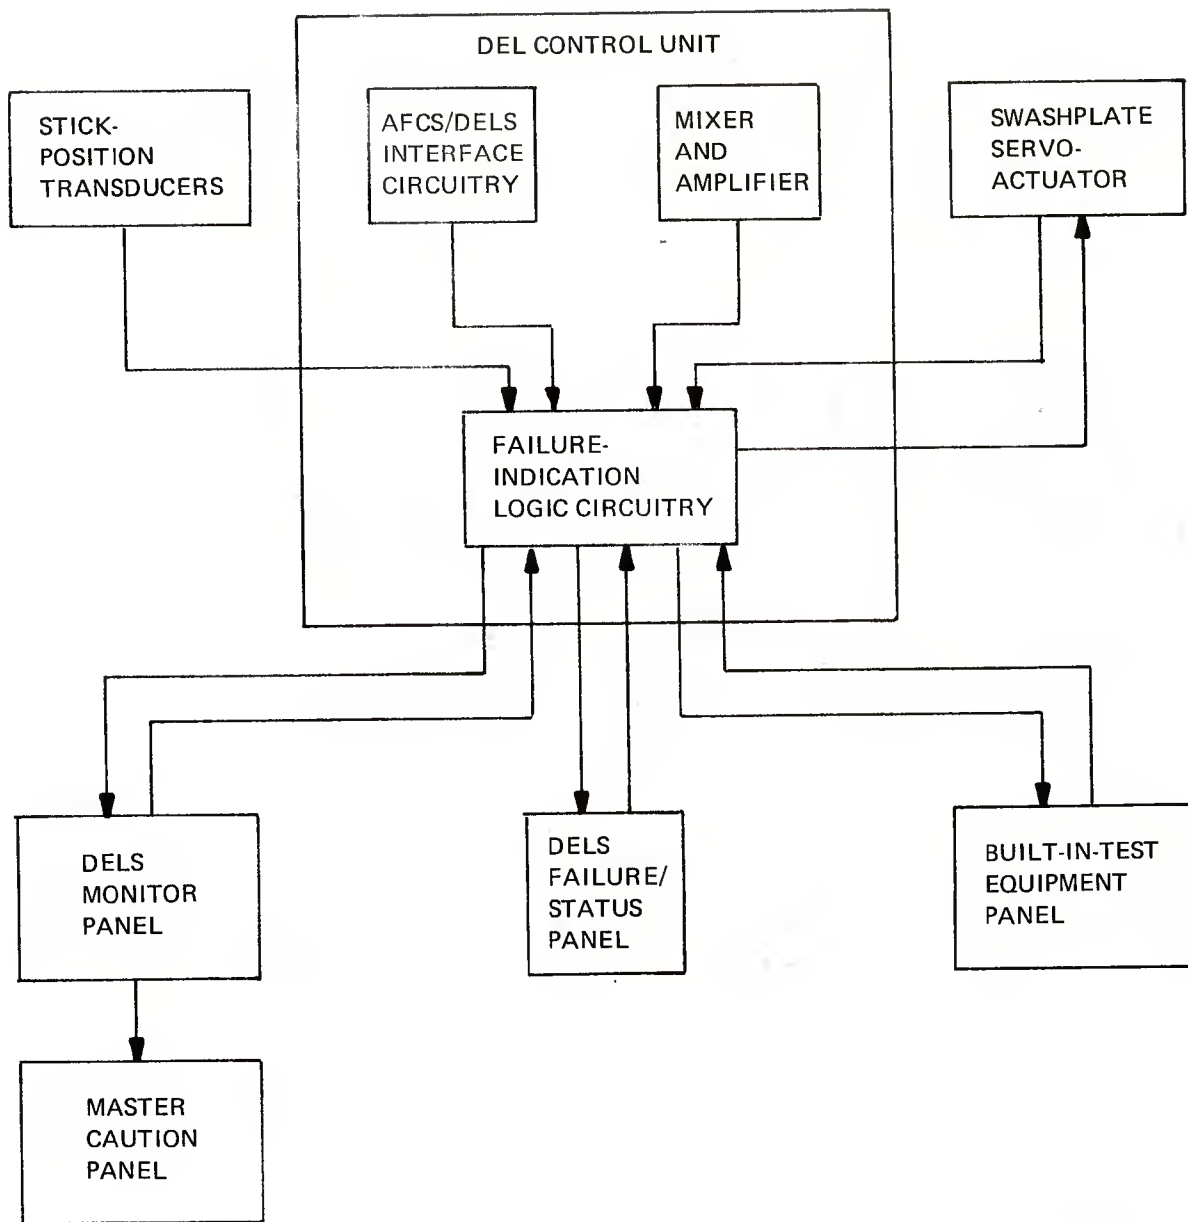 DEL CONTROL UNIT
STICK-
POSITION
TRANSDUCERS
AFCS/DELS
INTERFACE
CIRCUITRY
MIXER
AND
AMPLIFIER
SWASHPLATE
SERVO-
ACTUATOR
FAILURE-
INDICATION
LOGIC CIRCUITRY
DELS
MONITOR
PANEL
DELS
FAILURE/
STATUS
PANEL
BUILT-IN-TEST
EQUIPMENT
PANEL
MASTER
CAUTION
PANEL